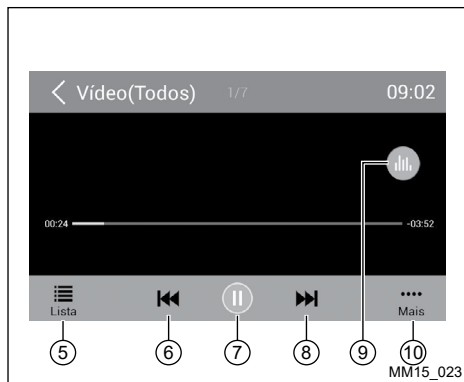 Vídeo(Todos) 1/7 09:02
00:24 -03:52
Lista Mais
5 6 7 8 9 10
MM15_023